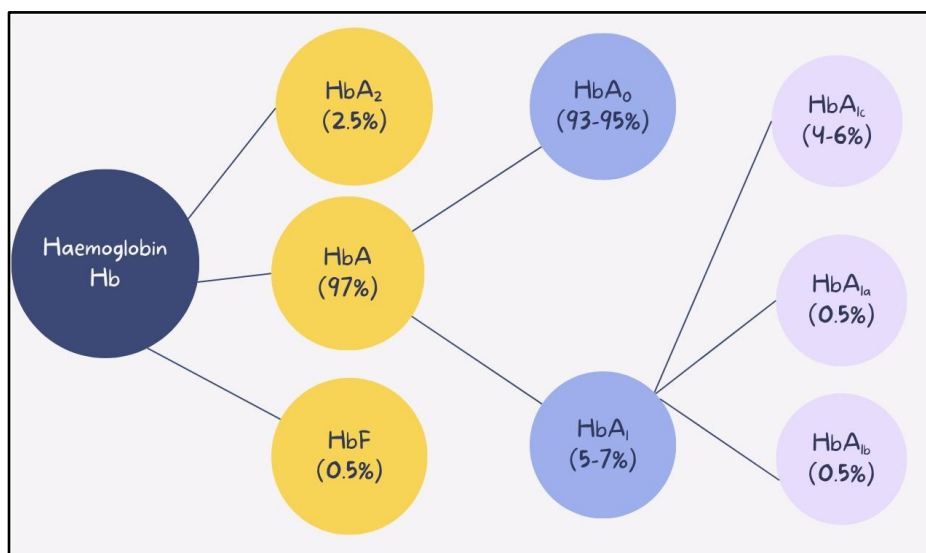 Haemoglobin
Hb
HbA₂
(2.5%)
HbA
(97%)
HbF
(0.5%)
HbA₀
(93-95%)
HbA₁
(5-7%)
HbA₁c
(4-6%)
HbA₁a
(0.5%)
HbA₁b
(0.5%)